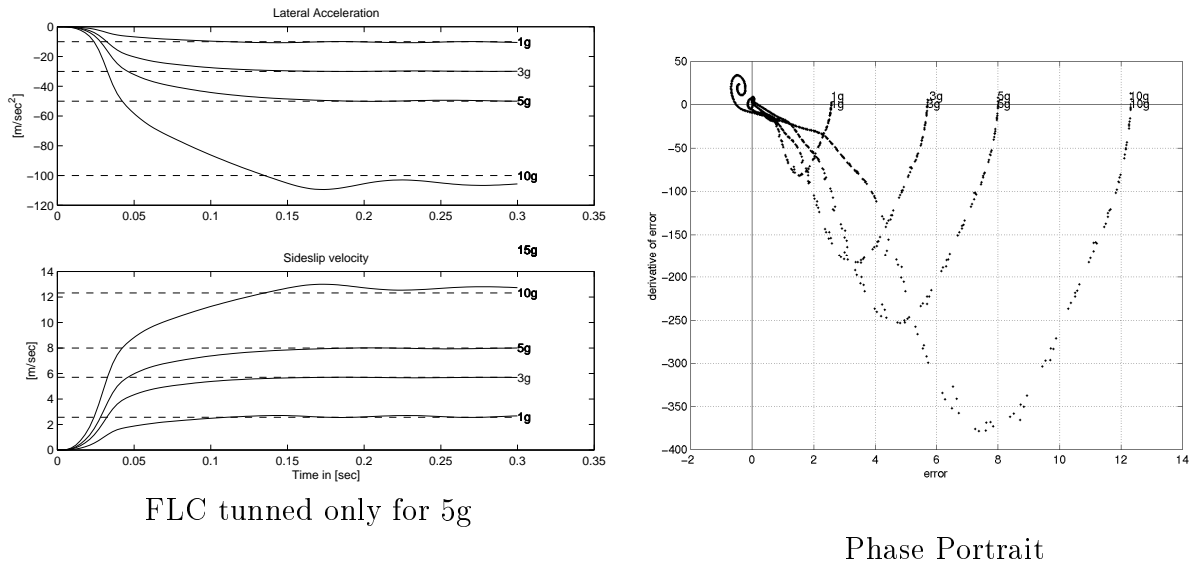 Lateral Acceleration
0
−20
−40
−60
−80
−100
−120
[m/sec²]
1g
3g
5g
10g
0 0.05 0.1 0.15 0.2 0.25 0.3 0.35
15g
Sideslip velocity
14
12
10
8
6
4
2
0
[m/sec]
10g
5g
3g
1g
0 0.05 0.1 0.15 0.2 0.25 0.3 0.35
Time in [sec]
FLC tunned only for 5g
50
0
−50
−100
−150
−200
−250
−300
−350
−400
derivative of error
1g 3g 5g 10g
1g 3g 5g 10g
−2 0 2 4 6 8 10 12 14
error
Phase Portrait